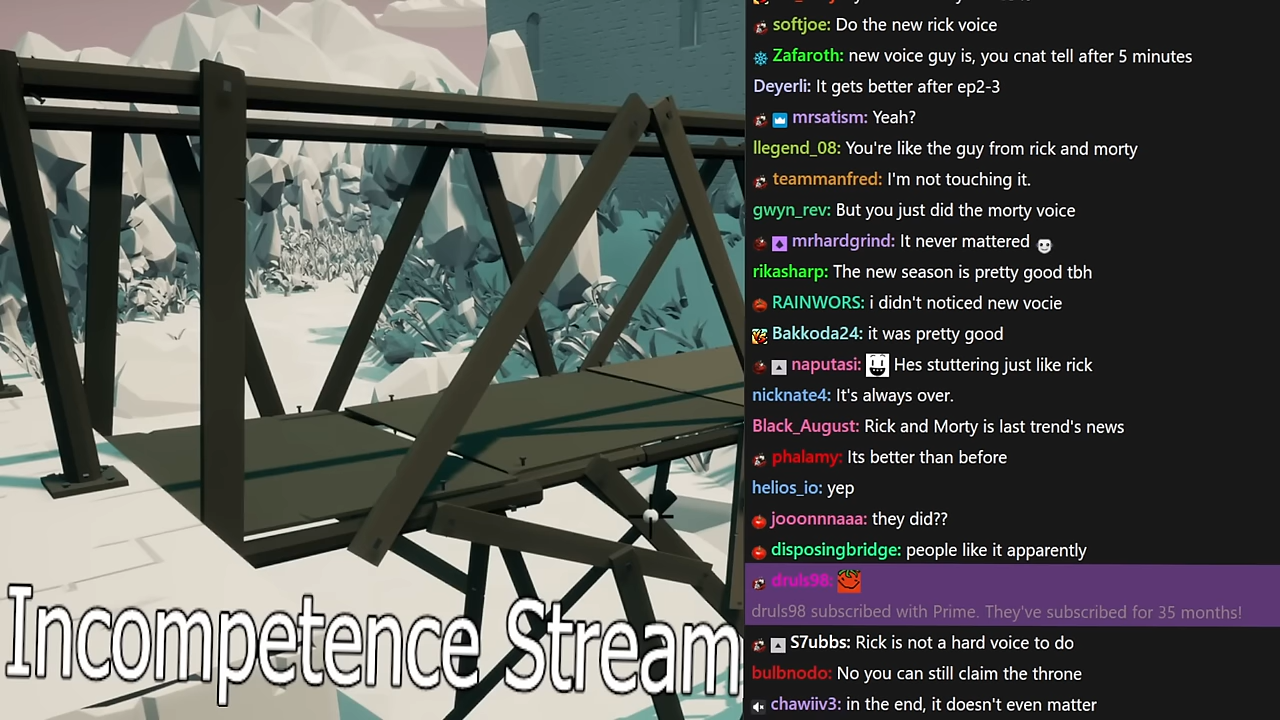 softjoe: Do the new rick voice
Zafaroth: new voice guy is, you cnat tell after 5 minutes
Deyerli: It gets better after ep2-3
mrsatism: Yeah?
llegend_08: You're like the guy from rick and morty
teammanfred: I'm not touching it.
gwyn_rev: But you just did the morty voice
mrhardgrind: It never mattered
rikasharp: The new season is pretty good tbh
RAINWORS: i didn't noticed new vocie
Bakkoda24: it was pretty good
naputasi: Hes stuttering just like rick
nicknate4: It's always over.
Black_August: Rick and Morty is last trend's news
phalamy: Its better than before
helios_io: yep
jooonnnaaa: they did??
disposingbridge: people like it apparently
druls98:
druls98 subscribed with Prime. They've subscribed for 35 months!
S7ubbs: Rick is not a hard voice to do
bulbnodo: No you can still claim the throne
chawiiv3: in the end, it doesn't even matter
Incompetence Stream